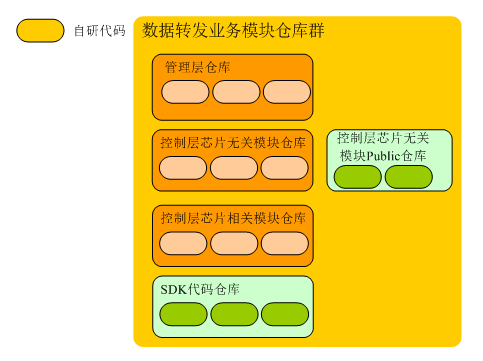 自研代码
数据转发业务模块仓库群
管理层仓库
控制层芯片无关模块仓库
控制层芯片无关
模块Public仓库
控制层芯片相关模块仓库
SDK代码仓库